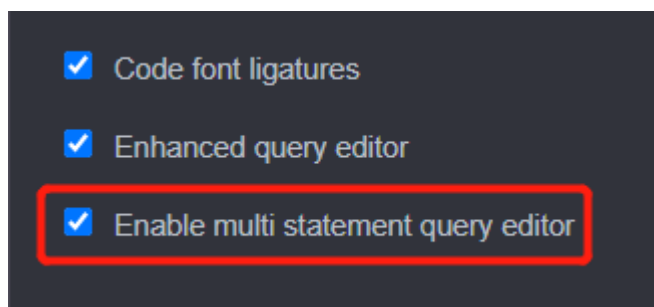 Code font ligatures
Enhanced query editor
Enable multi statement query editor